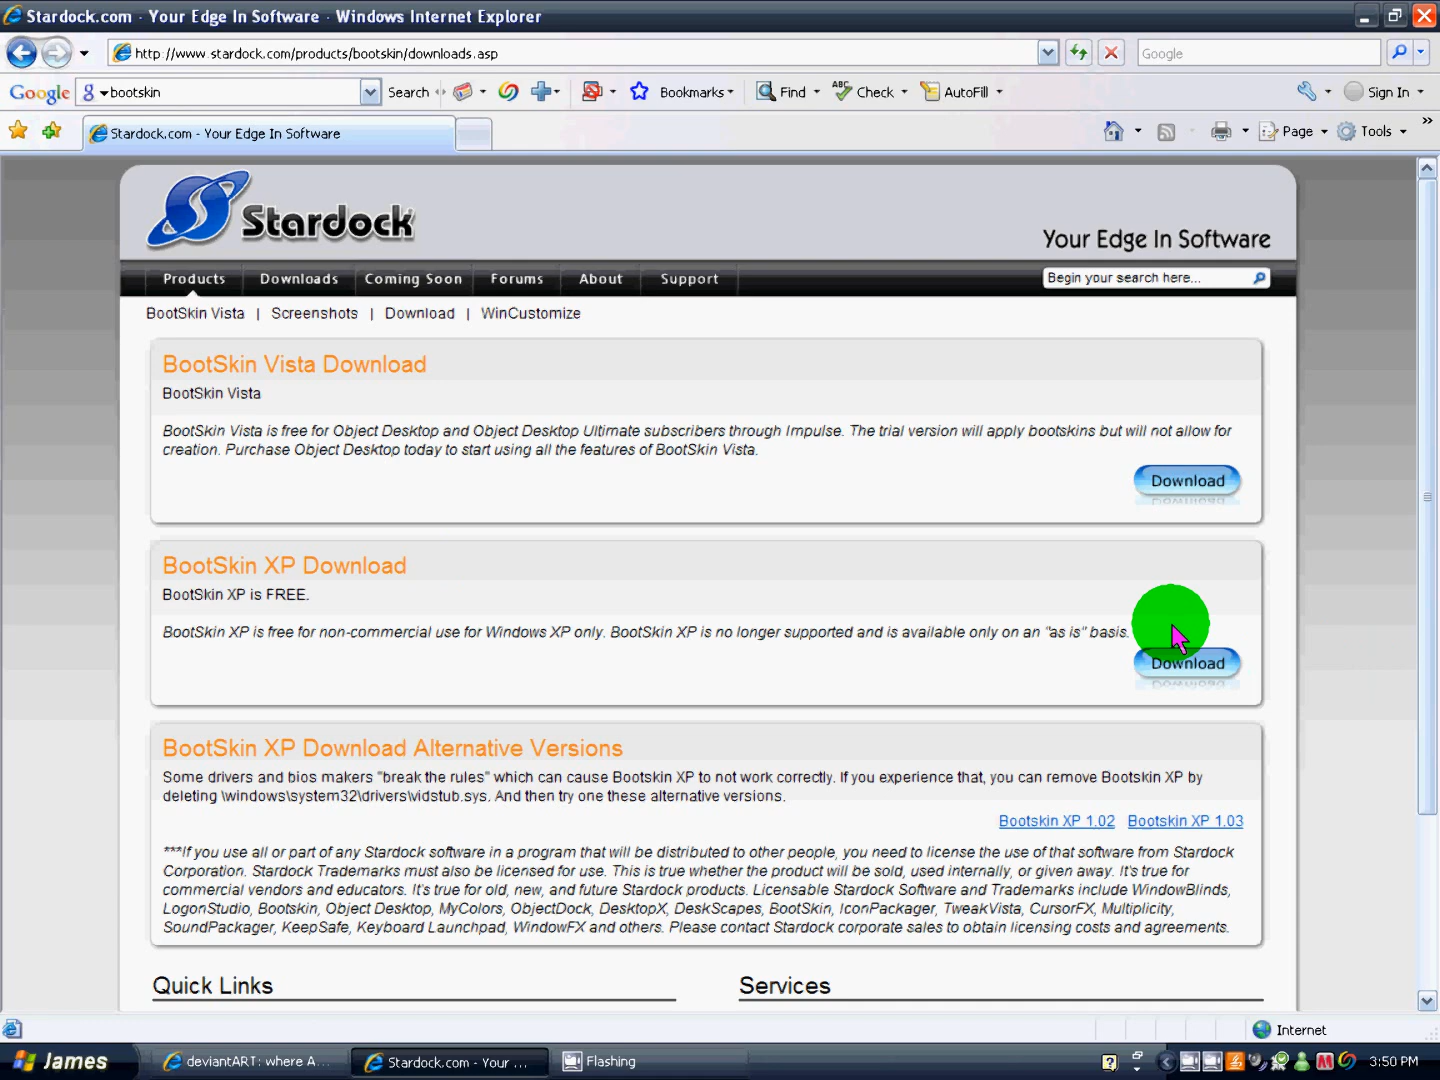 Stardock.com - Your Edge In Software - Windows Internet Explorer
http://www.stardock.com/products/bootskin/downloads.asp
Google
Google
bootskin
Search
Bookmarks
Find
ABC
Check
AutoFill
Sign In
Stardock.com - Your Edge In Software
Page
Tools
Stardock
Your Edge In Software
Products
Downloads
Coming Soon
Forums
About
Support
Begin your search here...
BootSkin Vista | Screenshots | Download | WinCustomize
BootSkin Vista Download
BootSkin Vista
BootSkin Vista is free for Object Desktop and Object Desktop Ultimate subscribers through Impulse. The trial version will apply bootskins but will not allow for
creation. Purchase Object Desktop today to start using all the features of BootSkin Vista.
Download
BootSkin XP Download
BootSkin XP is FREE.
BootSkin XP is free for non-commercial use for Windows XP only. BootSkin XP is no longer supported and is available only on an "as is" basis.
Download
BootSkin XP Download Alternative Versions
Some drivers and bios makers "break the rules" which can cause Bootskin XP to not work correctly. If you experience that, you can remove Bootskin XP by
deleting \windows\system32\drivers\vidstub.sys. And then try one these alternative versions.
Bootskin XP 1.02 Bootskin XP 1.03
***If you use all or part of any Stardock software in a program that will be distributed to other people, you need to license the use of that software from Stardock
Corporation. Stardock Trademarks must also be licensed for use. This is true whether the product will be sold, used internally, or given away. It's true for
commercial vendors and educators. It's true for old, new, and future Stardock products. Licensable Stardock Software and Trademarks include WindowBlinds,
LogonStudio, Bootskin, Object Desktop, MyColors, ObjectDock, DesktopX, DeskScapes, BootSkin, IconPackager, TweakVista, CursorFX, Multiplicity,
SoundPackager, KeepSafe, Keyboard Launchpad, WindowFX and others. Please contact Stardock corporate sales to obtain licensing costs and agreements.
Quick Links
Services
Internet
James
deviantART: where A...
Stardock.com - Your ...
Flashing
3:50 PM